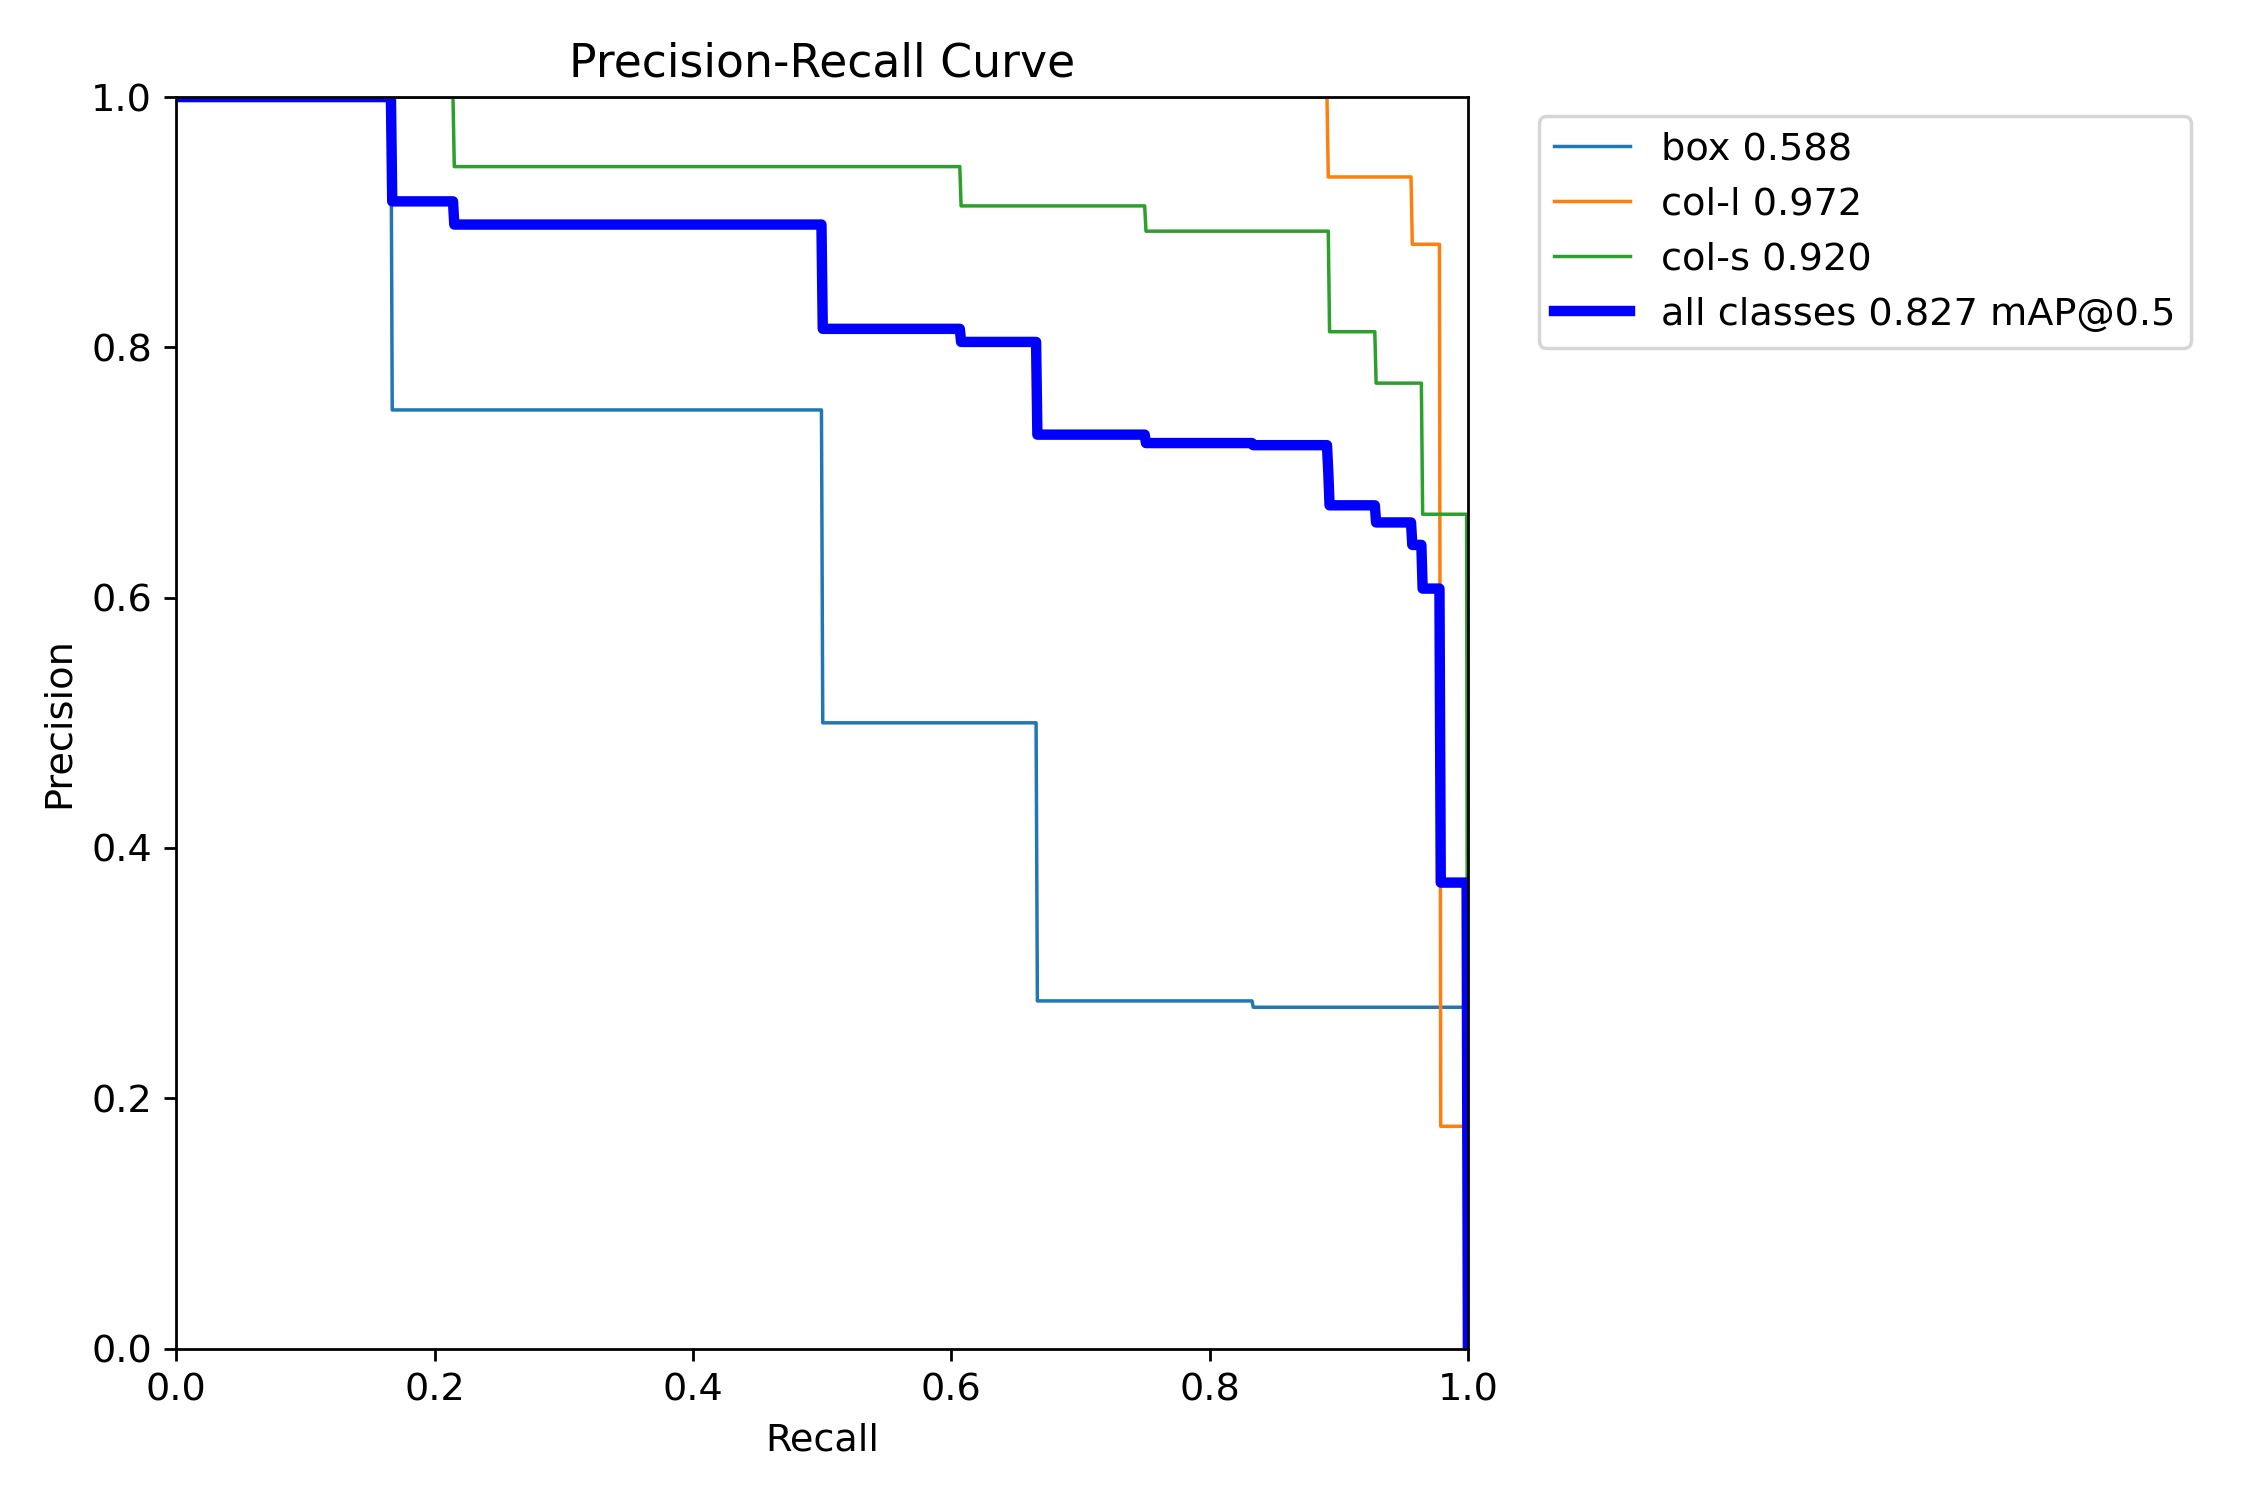 Precision-Recall Curve
1.0
0.8
0.6
0.4
0.2
0.0
Precision
0.0 0.2 0.4 0.6 0.8 1.0
Recall
box 0.588
col-l 0.972
col-s 0.920
all classes 0.827 mAP@0.5